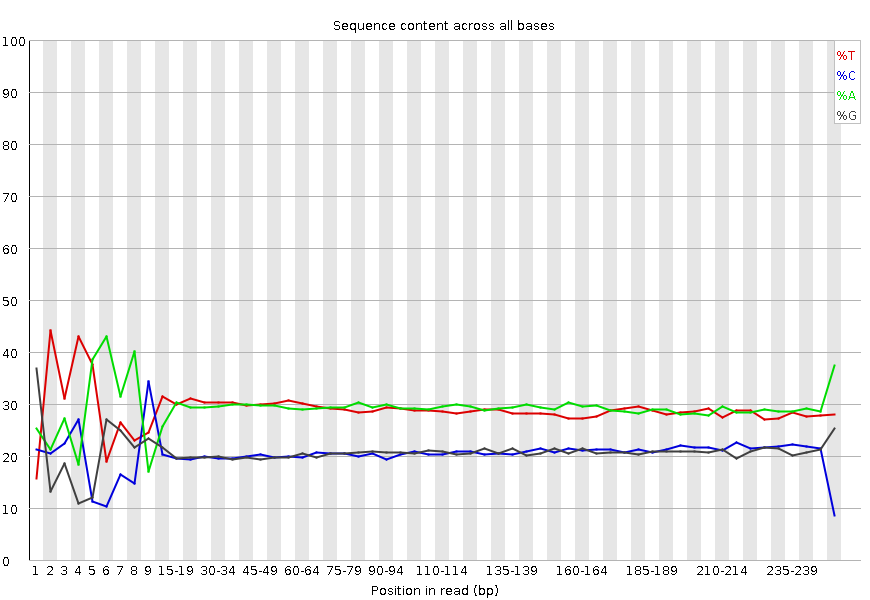 Sequence content across all bases
100
90
80
70
60
50
40
30
20
10
0
%T
%C
%A
%G
1 2 3 4 5 6 7 8 9 15-19 30-34 45-49 60-64 75-79 90-94 110-114 135-139 160-164 185-189 210-214 235-239
Position in read (bp)